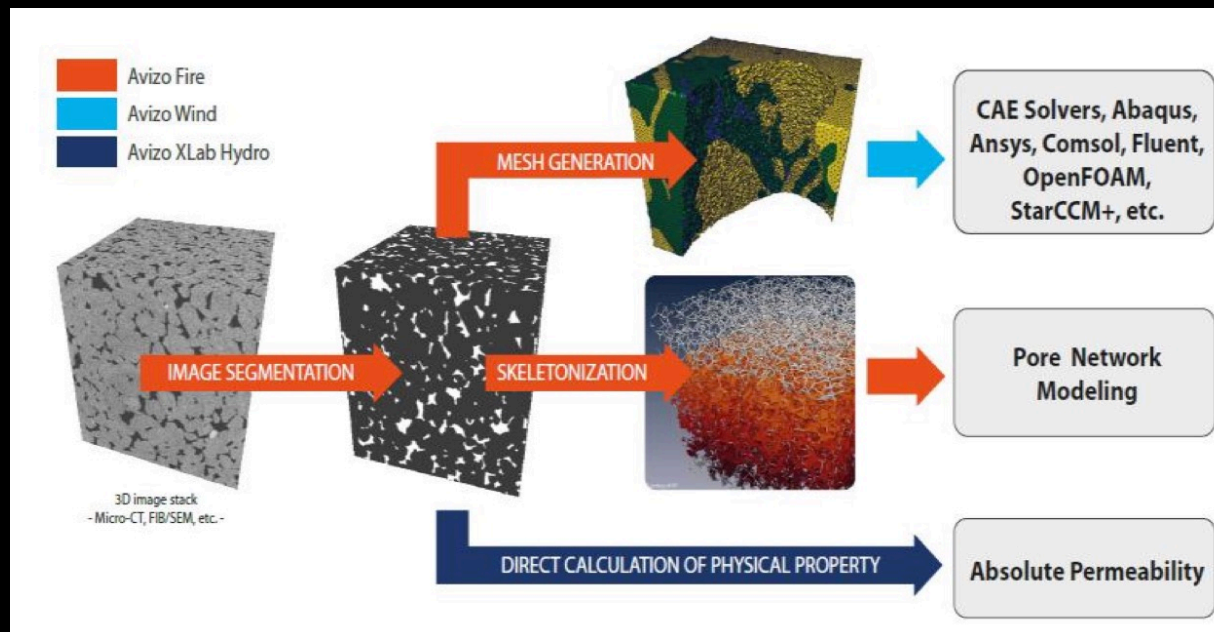 Avizo Fire
Avizo Wind
Avizo XLab Hydro
MESH GENERATION
CAE Solvers, Abaqus,
Ansys, Comsol, Fluent,
OpenFOAM,
StarCCM+, etc.
IMAGE SEGMENTATION
SKELETONIZATION
Pore Network
Modeling
3D image stack
- Micro-CT, FIB/SEM, etc. -
DIRECT CALCULATION OF PHYSICAL PROPERTY
Absolute Permeability